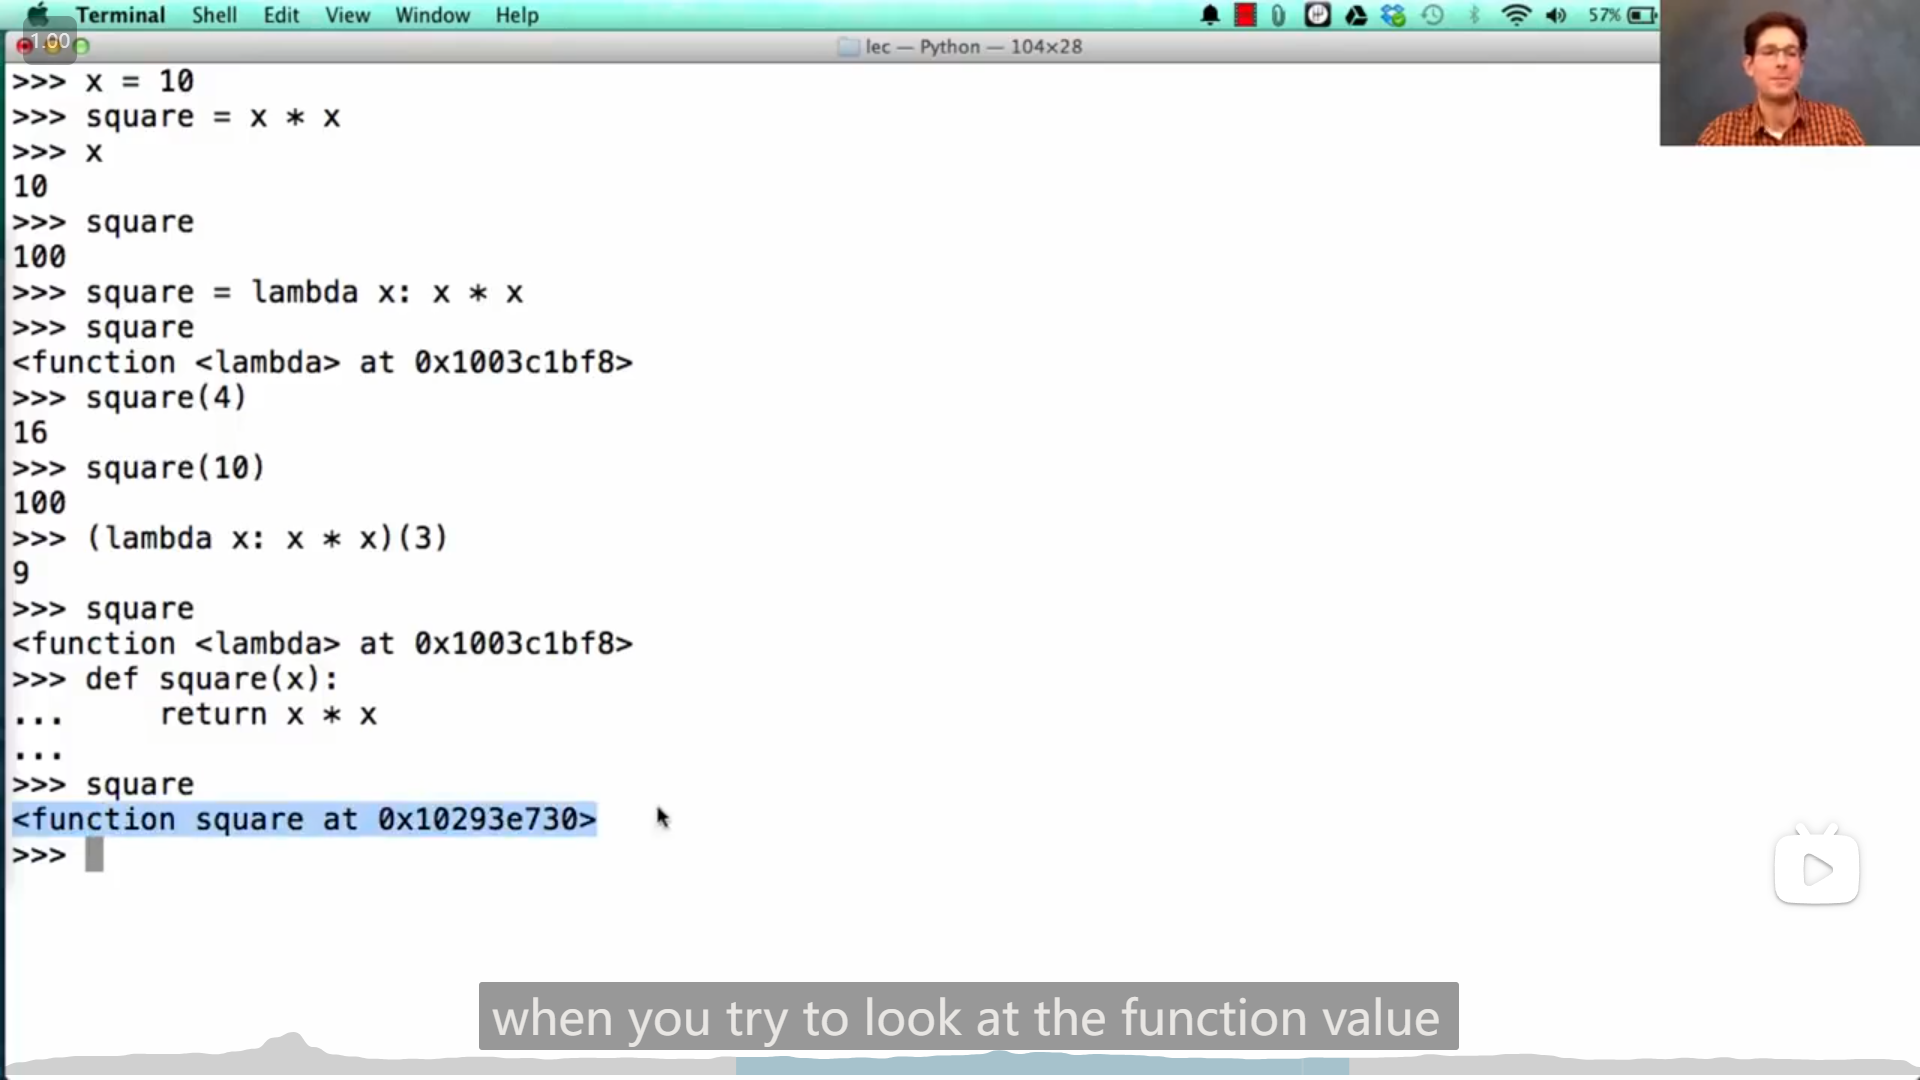 Terminal Shell Edit View Window Help 57%
1.00
lec — Python — 104×28
>>> x = 10
>>> square = x * x
>>> x
10
>>> square
100
>>> square = lambda x: x * x
>>> square
<function <lambda> at 0x1003c1bf8>
>>> square(4)
16
>>> square(10)
100
>>> (lambda x: x * x)(3)
9
>>> square
<function <lambda> at 0x1003c1bf8>
>>> def square(x):
...     return x * x
...
>>> square
<function square at 0x10293e730>
>>>
when you try to look at the function value